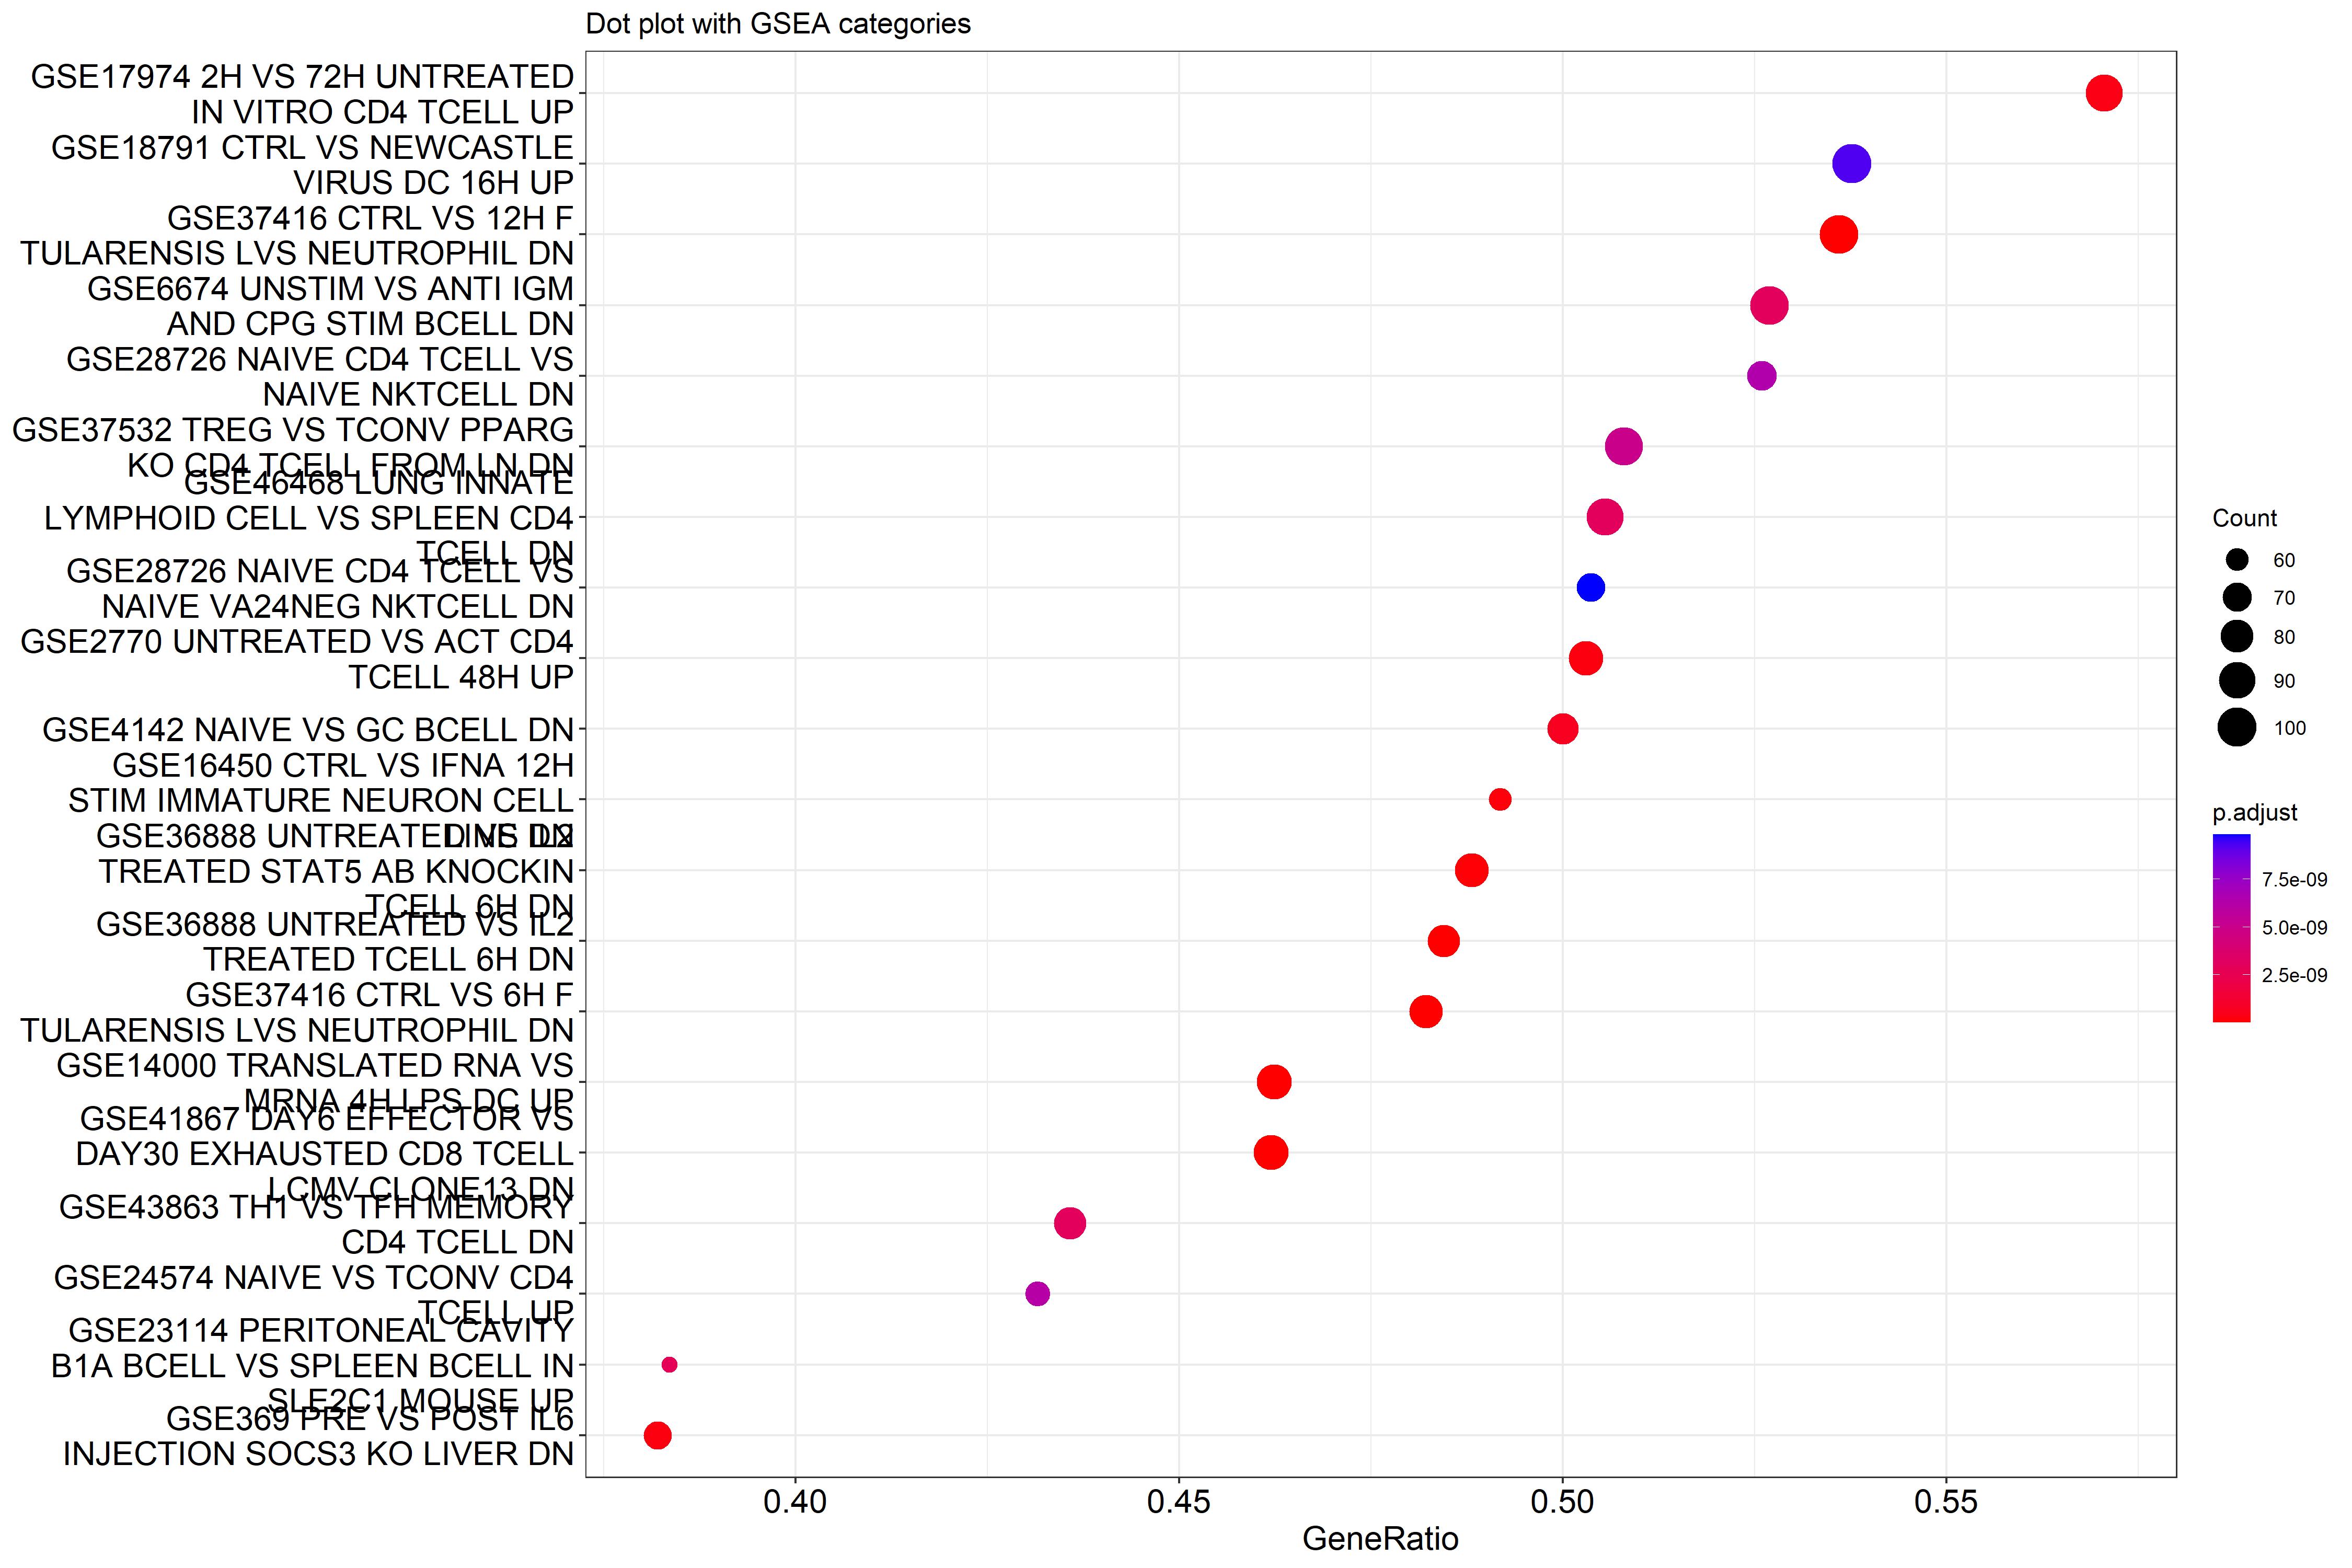 Dot plot with GSEA categories
GSE17974 2H VS 72H UNTREATED
IN VITRO CD4 TCELL UP
GSE18791 CTRL VS NEWCASTLE
VIRUS DC 16H UP
GSE37416 CTRL VS 12H F
TULARENSIS LVS NEUTROPHIL DN
GSE6674 UNSTIM VS ANTI IGM
AND CPG STIM BCELL DN
GSE28726 NAIVE CD4 TCELL VS
NAIVE NKTCELL DN
GSE37532 TREG VS TCONV PPARG
KO CD4 TCELL FROM LN DN
GSE46468 LUNG INNATE
LYMPHOID CELL VS SPLEEN CD4
TCELL DN
GSE28726 NAIVE CD4 TCELL VS
NAIVE VA24NEG NKTCELL DN
GSE2770 UNTREATED VS ACT CD4
TCELL 48H UP
GSE4142 NAIVE VS GC BCELL DN
GSE16450 CTRL VS IFNA 12H
STIM IMMATURE NEURON CELL
LINE DN
GSE36888 UNTREATED VS IL2
TREATED STAT5 AB KNOCKIN
TCELL 6H DN
GSE36888 UNTREATED VS IL2
TREATED TCELL 6H DN
GSE37416 CTRL VS 6H F
TULARENSIS LVS NEUTROPHIL DN
GSE14000 TRANSLATED RNA VS
MRNA 4H LPS DC UP
GSE41867 DAY6 EFFECTOR VS
DAY30 EXHAUSTED CD8 TCELL
LCMV CLONE13 DN
GSE43863 TH1 VS TFH MEMORY
CD4 TCELL DN
GSE24574 NAIVE VS TCONV CD4
TCELL UP
GSE23114 PERITONEAL CAVITY
B1A BCELL VS SPLEEN BCELL IN
SLE2C1 MOUSE UP
GSE369 PRE VS POST IL6
INJECTION SOCS3 KO LIVER DN
0.40 0.45 0.50 0.55
GeneRatio
Count
60
70
80
90
100
p.adjust
7.5e-09
5.0e-09
2.5e-09